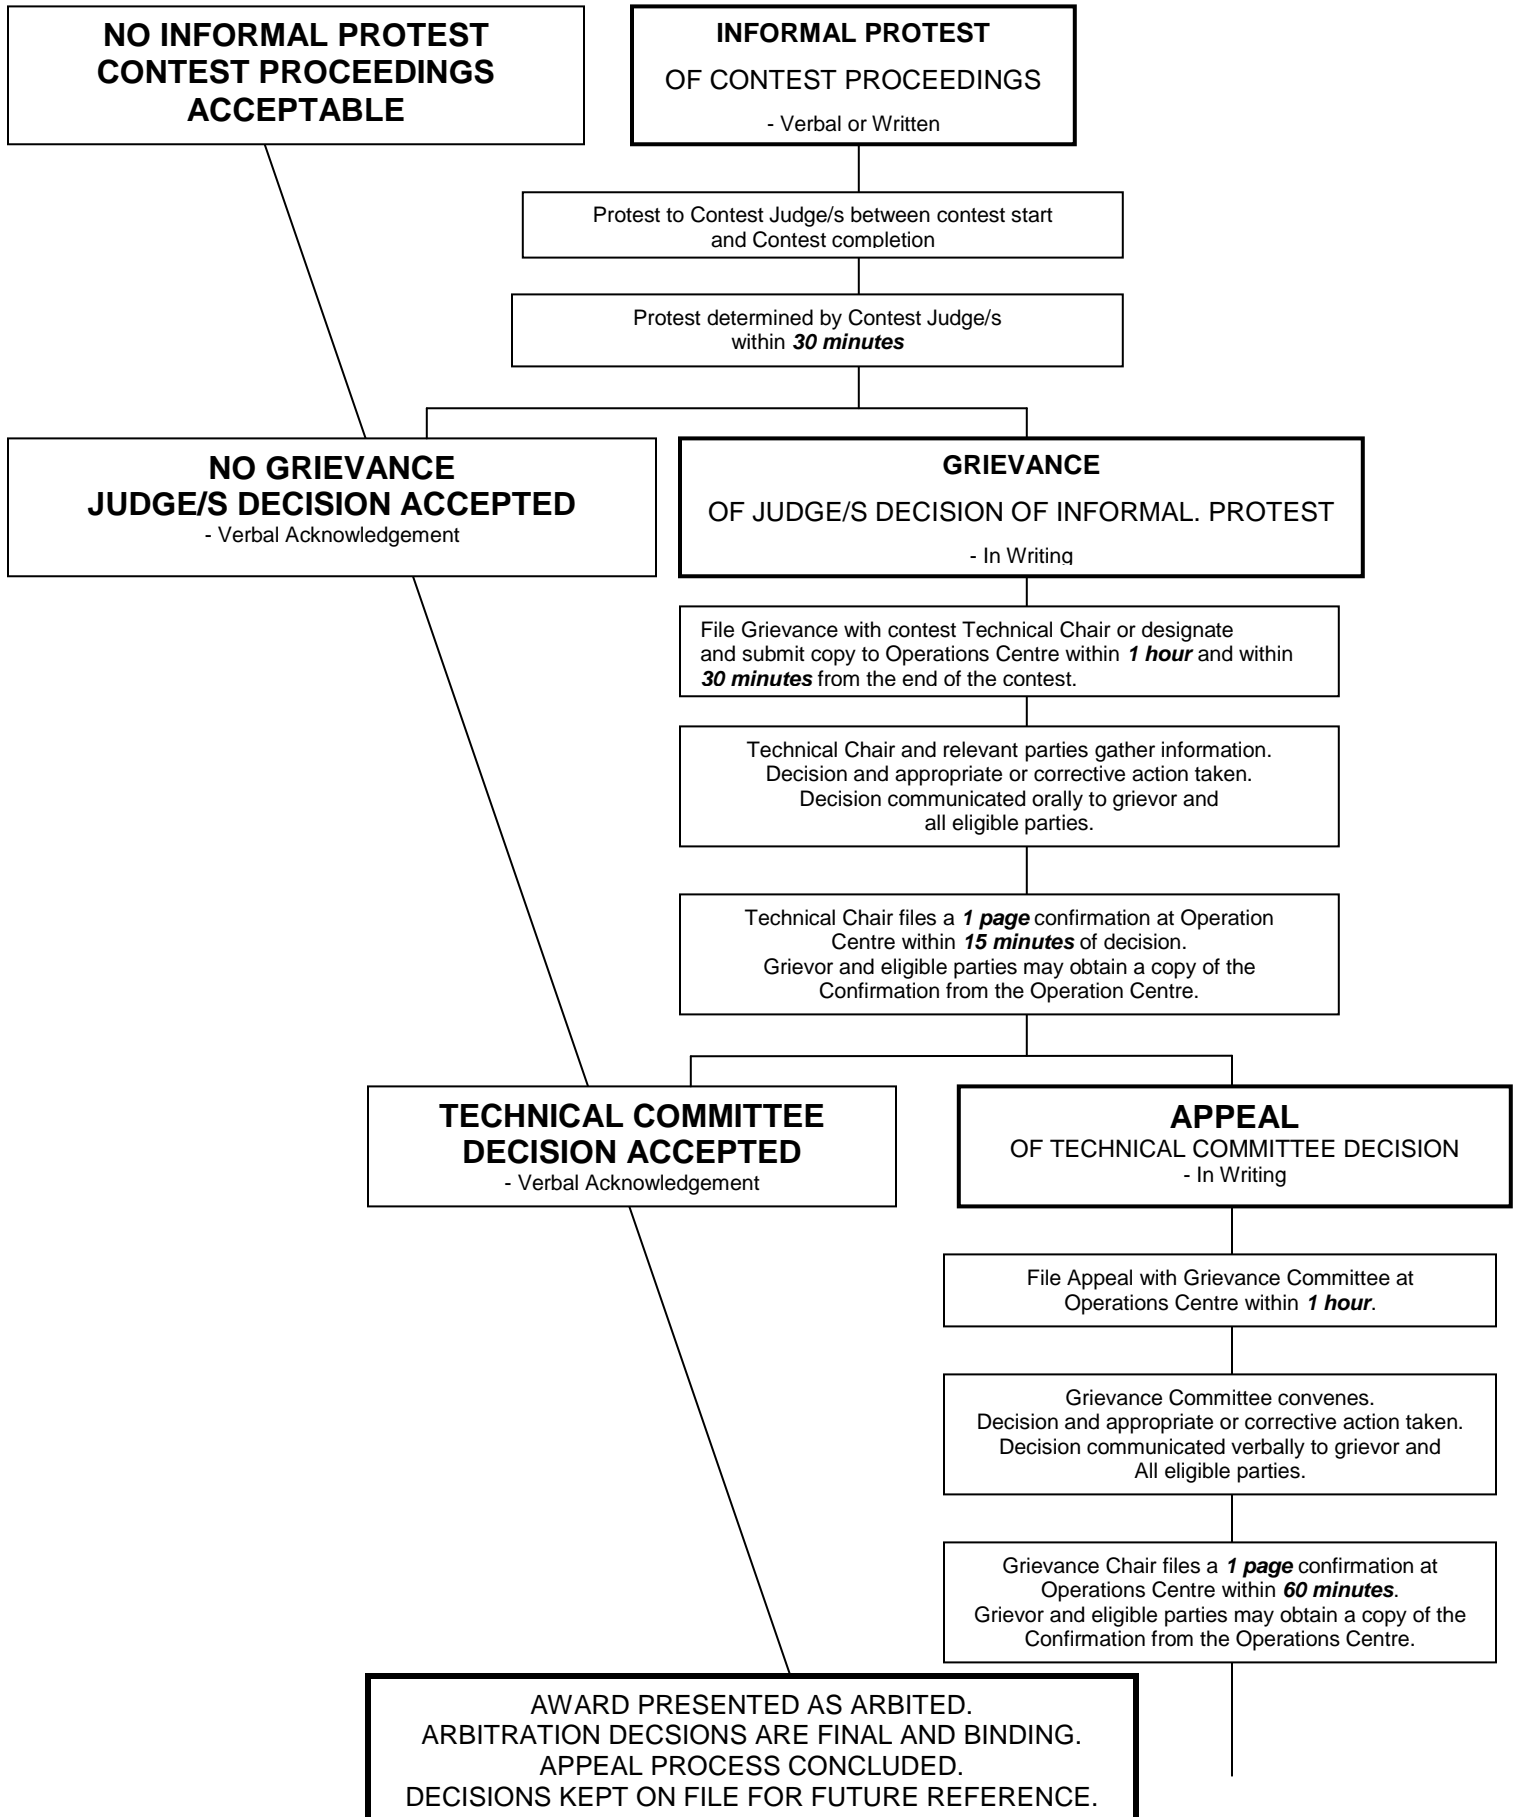 NO INFORMAL PROTEST
CONTEST PROCEEDINGS
ACCEPTABLE
INFORMAL PROTEST
OF CONTEST PROCEEDINGS
- Verbal or Written
Protest to Contest Judge/s between contest start
and Contest completion
Protest determined by Contest Judge/s
within 30 minutes
NO GRIEVANCE
JUDGE/S DECISION ACCEPTED
- Verbal Acknowledgement
GRIEVANCE
OF JUDGE/S DECISION OF INFORMAL. PROTEST
- In Writing
File Grievance with contest Technical Chair or designate
and submit copy to Operations Centre within 1 hour and within
30 minutes from the end of the contest.
Technical Chair and relevant parties gather information.
Decision and appropriate or corrective action taken.
Decision communicated orally to grievor and
all eligible parties.
Technical Chair files a 1 page confirmation at Operation
Centre within 15 minutes of decision.
Grievor and eligible parties may obtain a copy of the
Confirmation from the Operation Centre.
TECHNICAL COMMITTEE
DECISION ACCEPTED
- Verbal Acknowledgement
APPEAL
OF TECHNICAL COMMITTEE DECISION
- In Writing
File Appeal with Grievance Committee at
Operations Centre within 1 hour.
Grievance Committee convenes.
Decision and appropriate or corrective action taken.
Decision communicated verbally to grievor and
All eligible parties.
Grievance Chair files a 1 page confirmation at
Operations Centre within 60 minutes.
Grievor and eligible parties may obtain a copy of the
Confirmation from the Operations Centre.
AWARD PRESENTED AS ARBITED.
ARBITRATION DECSIONS ARE FINAL AND BINDING.
APPEAL PROCESS CONCLUDED.
DECISIONS KEPT ON FILE FOR FUTURE REFERENCE.